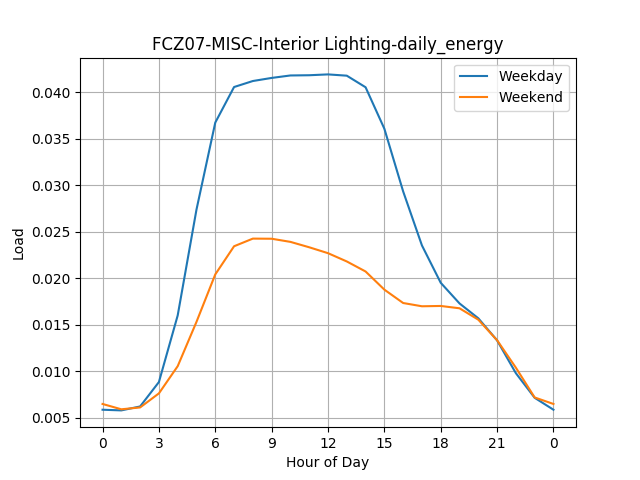 FCZ07-MISC-Interior Lighting-daily_energy
Weekday
Weekend
0.040
0.035
0.030
0.025
0.020
0.015
0.010
0.005
Load
0 3 6 9 12 15 18 21 0
Hour of Day